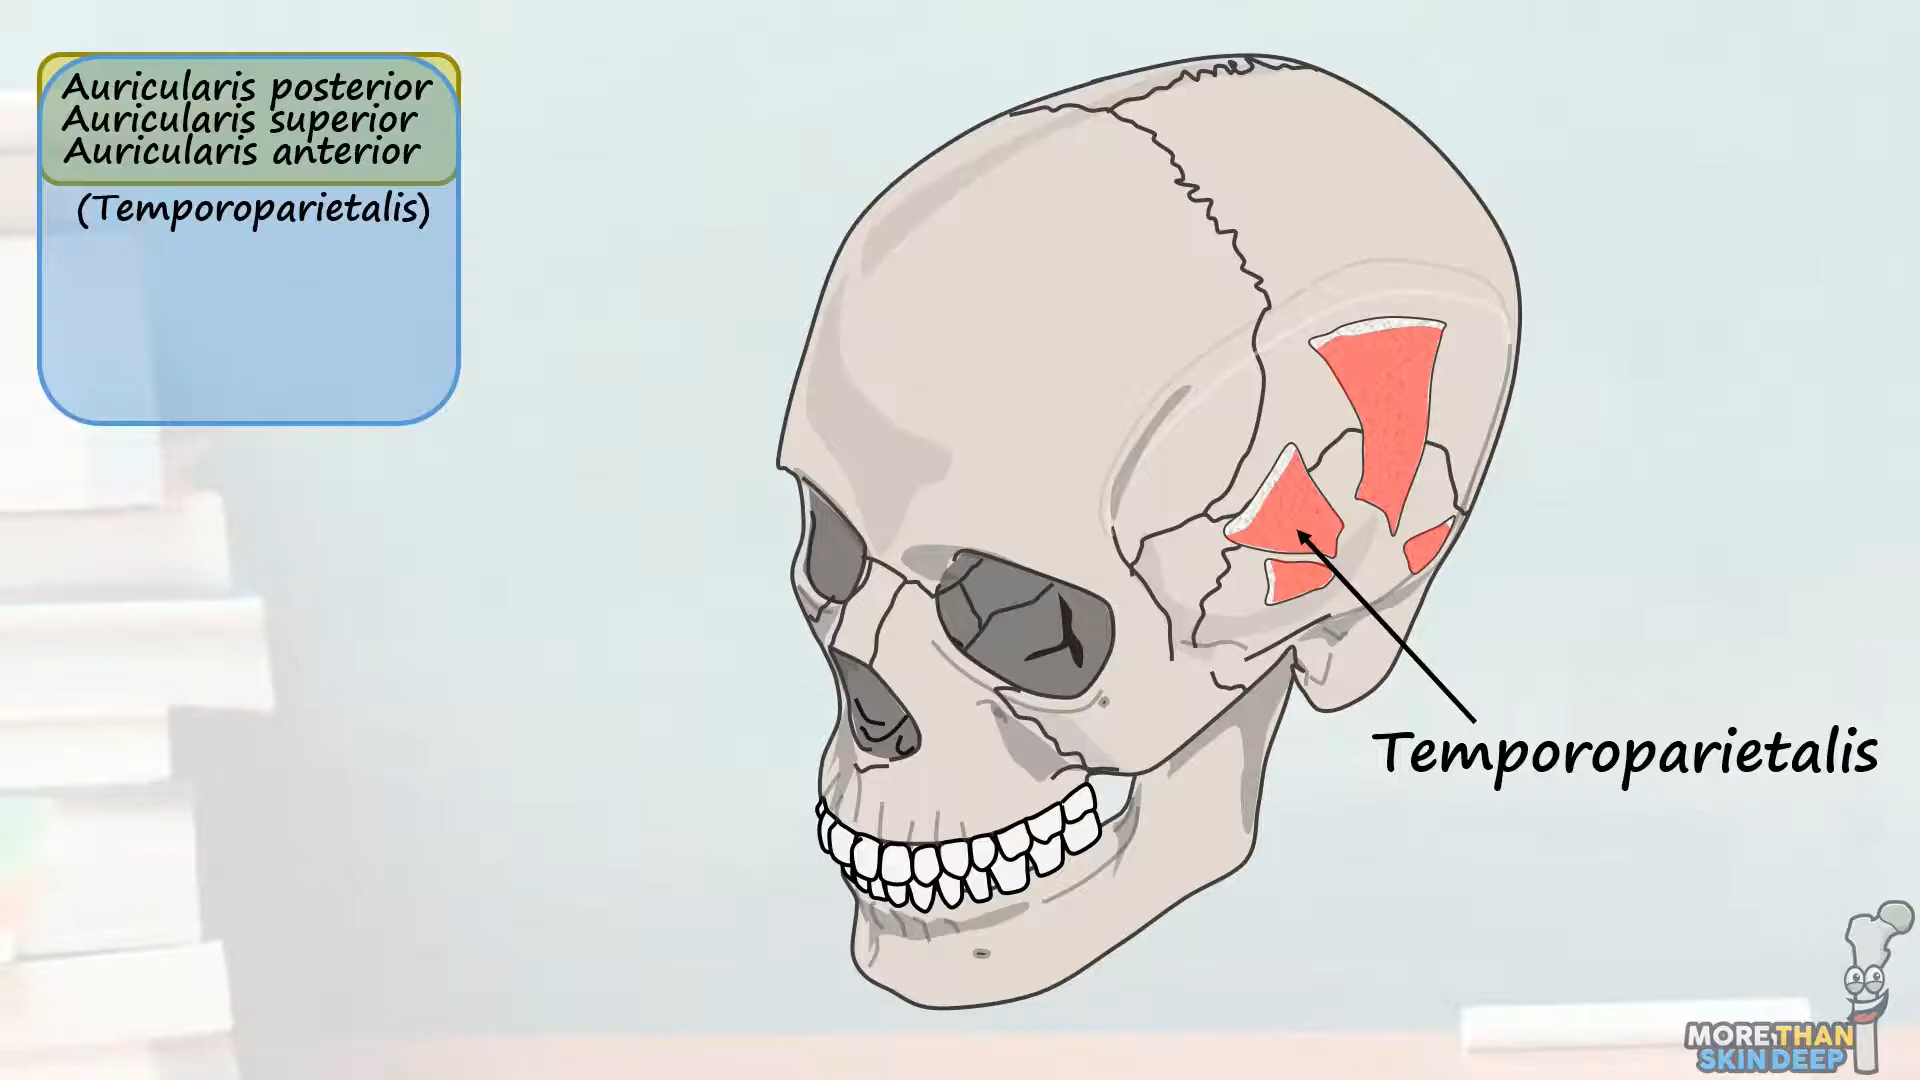 Auricularis posterior
Auricularis superior
Auricularis anterior
(Temporoparietalis)
Temporoparietalis
MORE THAN
SKIN DEEP